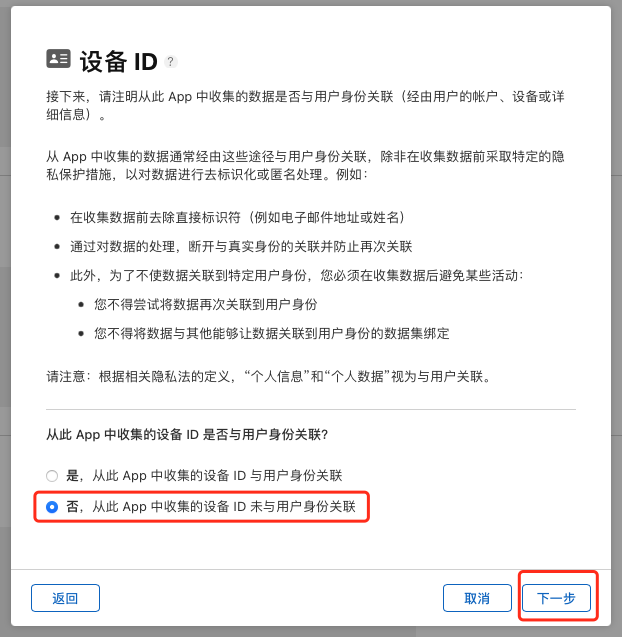 设备 ID ?
接下来，请注明从此 App 中收集的数据是否与用户身份关联（经由用户的帐户、设备或详
细信息）。
从 App 中收集的数据通常经由这些途径与用户身份关联，除非在收集数据前采取特定的隐
私保护措施，以对数据进行去标识化或匿名处理。例如：
• 在收集数据前去除直接标识符（例如电子邮件地址或姓名）
• 通过对数据的处理，断开与真实身份的关联并防止再次关联
• 此外，为了不使数据关联到特定用户身份，您必须在收集数据后避免某些活动：
• 您不得尝试将数据再次关联到用户身份
• 您不得将数据与其他能够让数据关联到用户身份的数据集绑定
请注意：根据相关隐私法的定义，“个人信息”和“个人数据”视为与用户关联。
从此 App 中收集的设备 ID 是否与用户身份关联？
是，从此 App 中收集的设备 ID 与用户身份关联
否，从此 App 中收集的设备 ID 未与用户身份关联
返回 取消 下一步